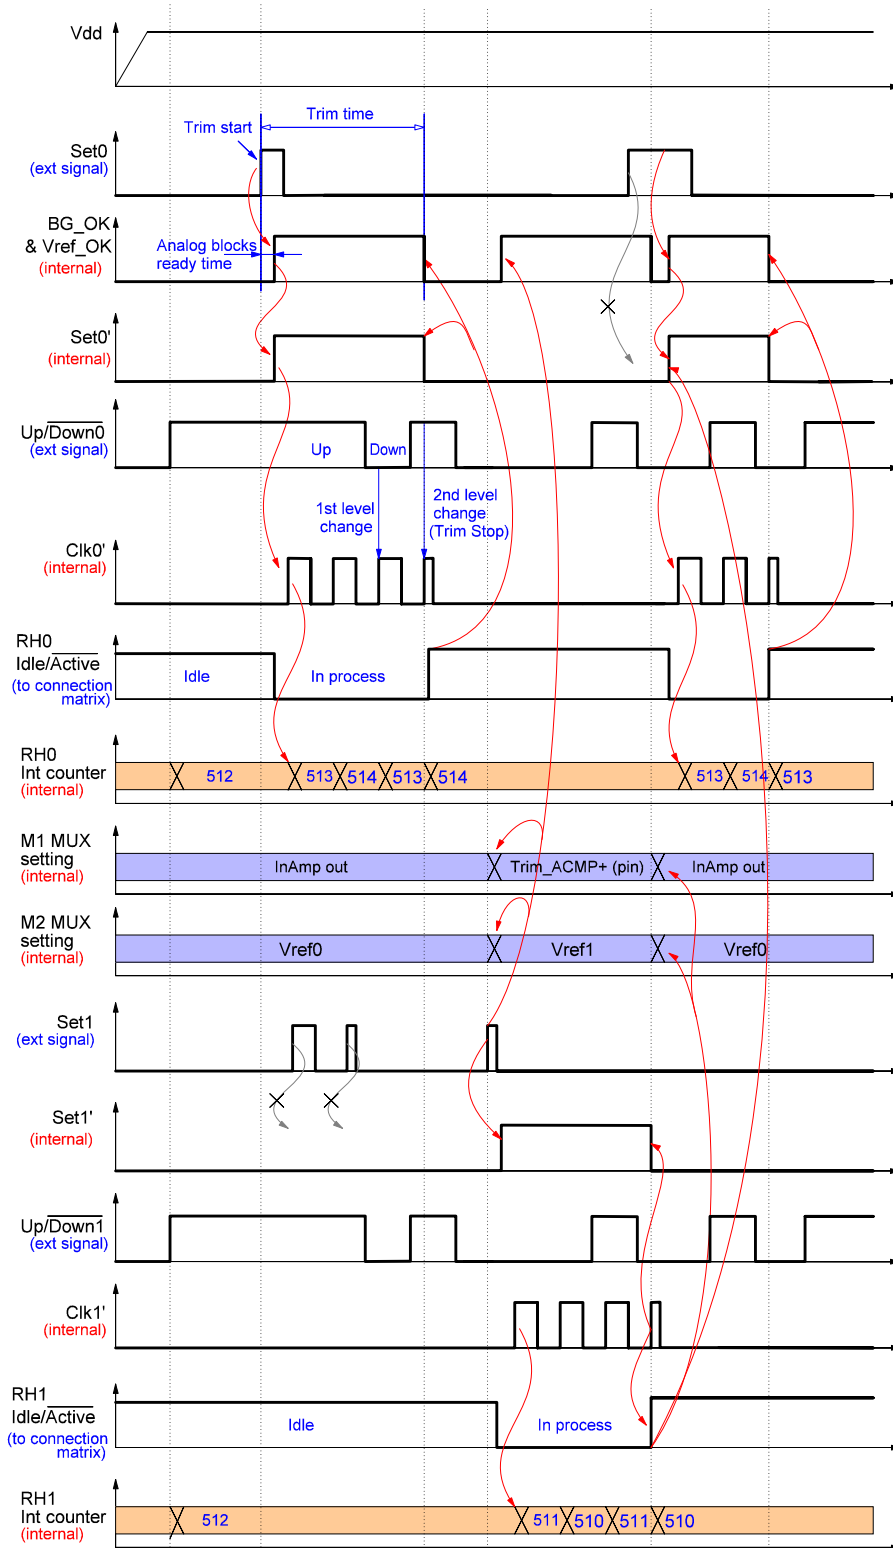 Vdd
Trim time
Trim start
Set0
(ext signal)
BG_OK
& Vref_OK
(internal)
Analog blocks
ready time
Set0'
(internal)
Up/Down0
(ext signal)
Up
Down
1st level
change
2nd level
change
(Trim Stop)
Clk0'
(internal)
RH0
Idle/Active
(to connection
matrix)
Idle
In process
RH0
Int counter
(internal)
512
513
514
513
514
513
514
513
M1 MUX
setting
(internal)
InAmp out
Trim_ACMP+ (pin)
InAmp out
M2 MUX
setting
(internal)
Vref0
Vref1
Vref0
Set1
(ext signal)
Set1'
(internal)
Up/Down1
(ext signal)
Clk1'
(internal)
RH1
Idle/Active
(to connection
matrix)
Idle
In process
RH1
Int counter
(internal)
512
511
510
511
510